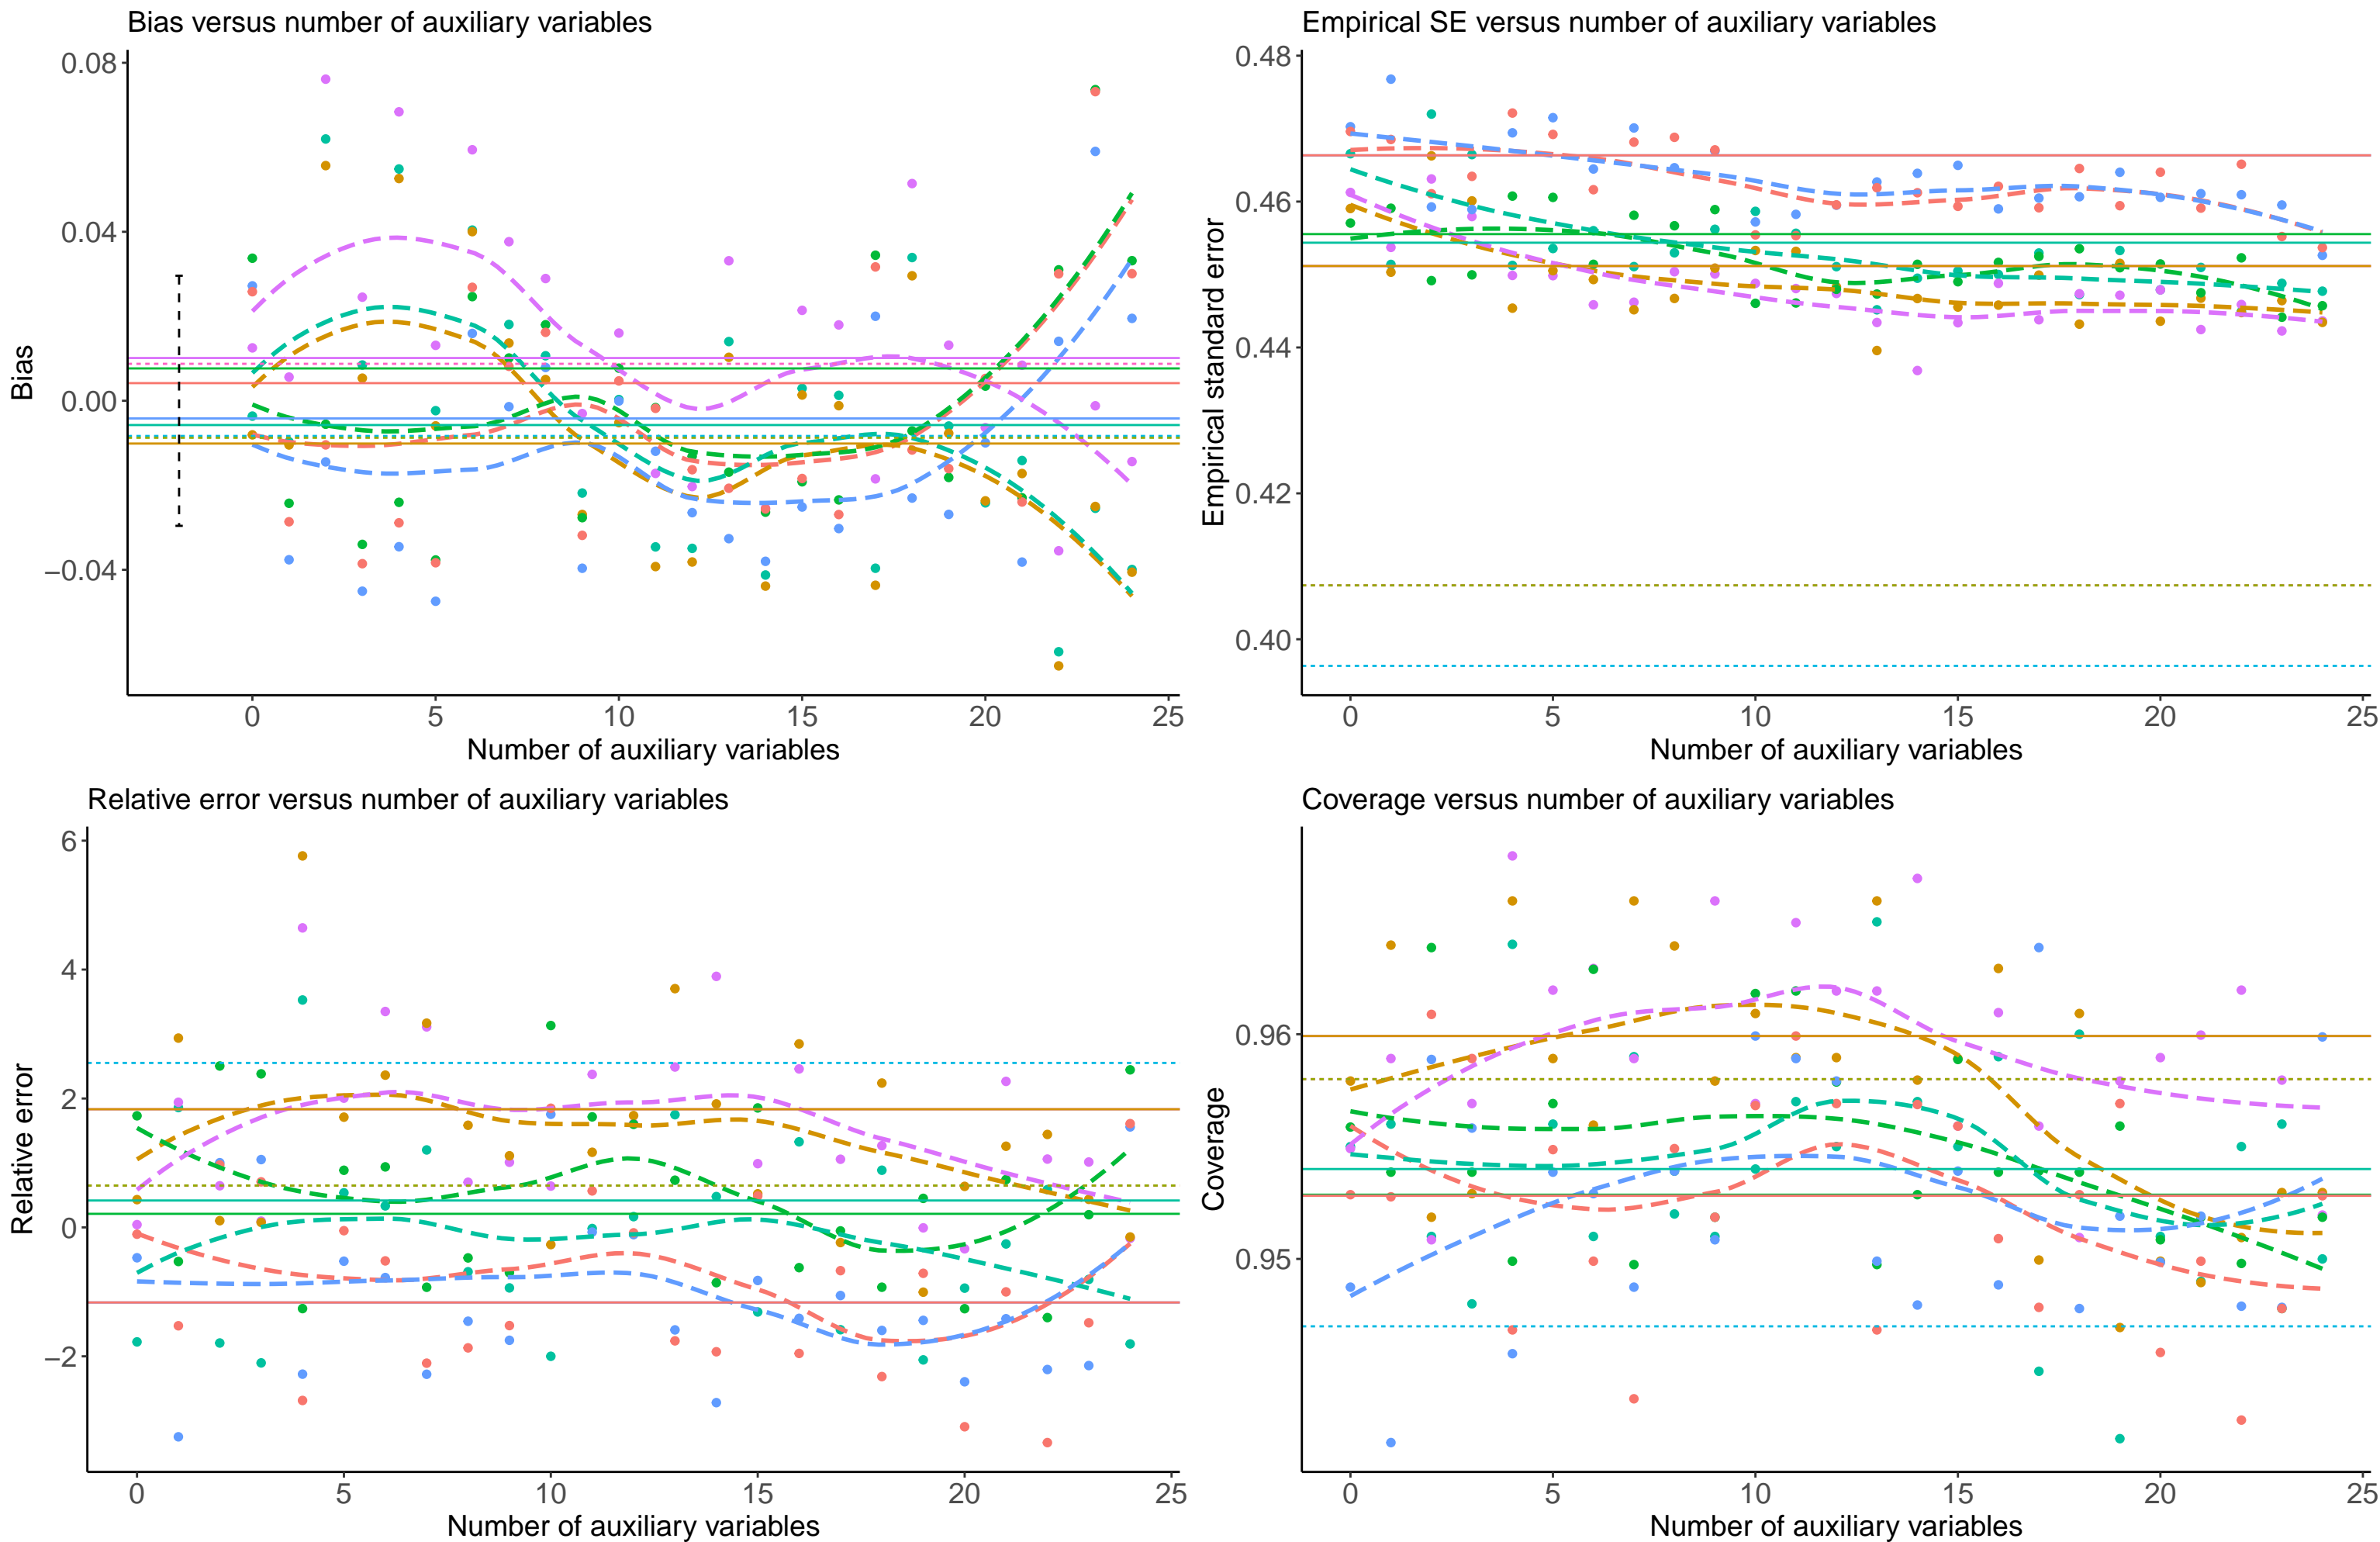 Bias versus number of auxiliary variables
0.08
0.04
0.00
−0.04
Bias
0 5 10 15 20 25
Number of auxiliary variables
Empirical SE versus number of auxiliary variables
0.48
0.46
0.44
0.42
0.40
Empirical standard error
0 5 10 15 20 25
Number of auxiliary variables
Relative error versus number of auxiliary variables
6
4
2
0
−2
Relative error
0 5 10 15 20 25
Number of auxiliary variables
Coverage versus number of auxiliary variables
0.96
0.95
Coverage
0 5 10 15 20 25
Number of auxiliary variables